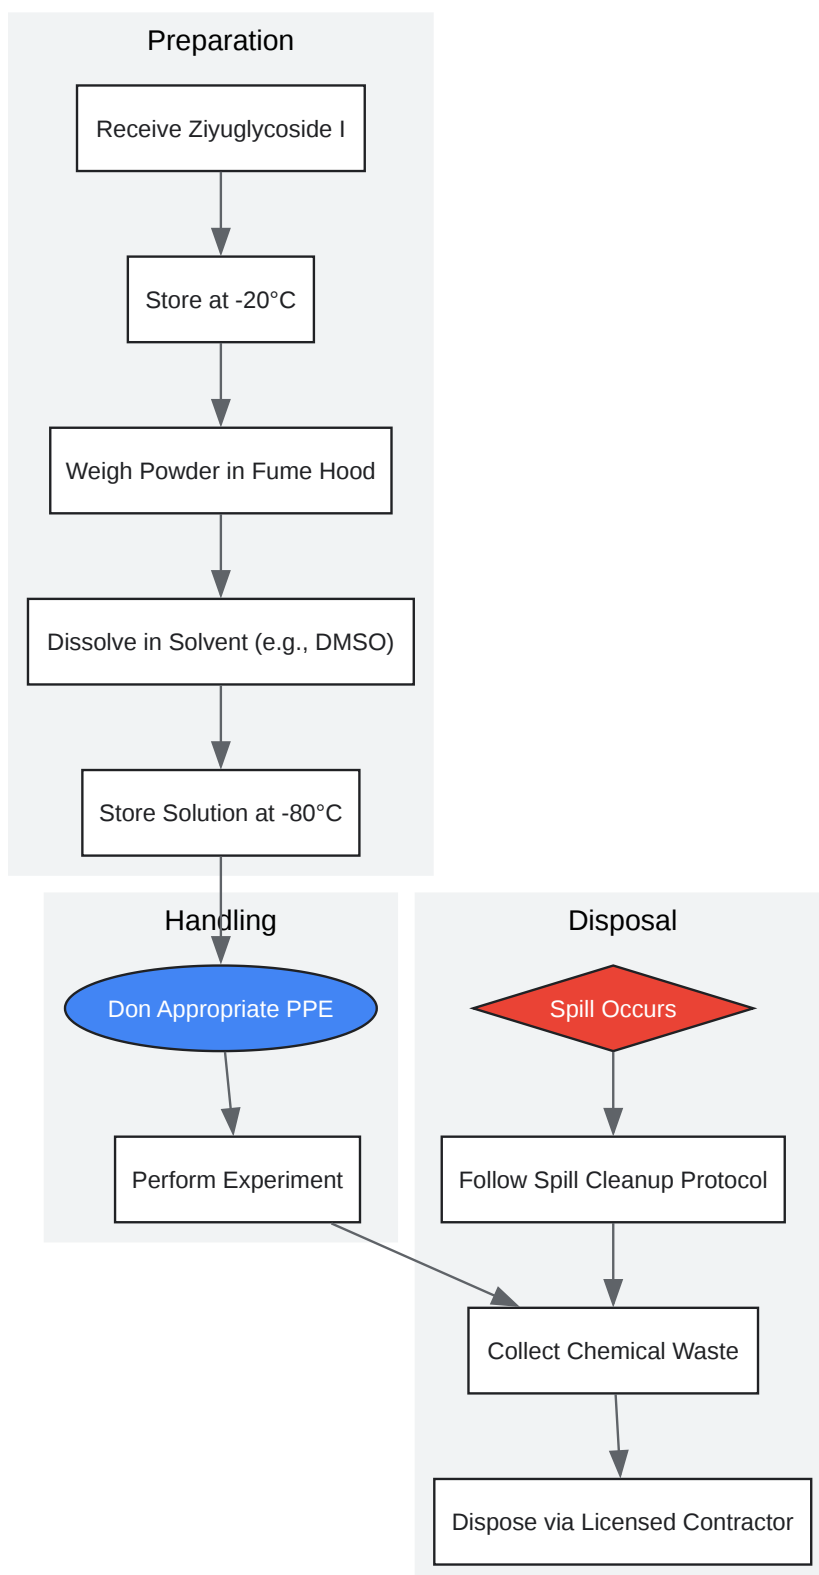 Preparation
Receive Ziyuglycoside I
Store at -20°C
Weigh Powder in Fume Hood
Dissolve in Solvent (e.g., DMSO)
Store Solution at -80°C
Handling
Don Appropriate PPE
Perform Experiment
Disposal
Spill Occurs
Follow Spill Cleanup Protocol
Collect Chemical Waste
Dispose via Licensed Contractor